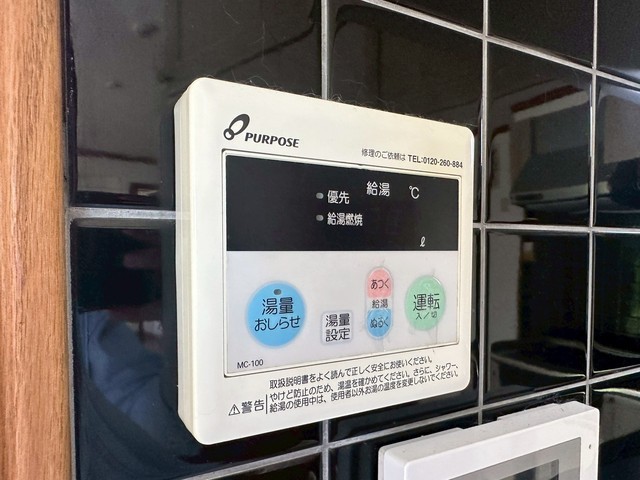 PURPOSE
修理のご依頼は TEL:0120-260-884
給湯 ℃
優先
給湯燃焼
ℓ
湯量
おしらせ
湯量
設定
あつく
給湯
ぬるく
運転
入/切
MC-100
取扱説明書をよく読んで正しく安全にお使いください。
⚠警告
やけど防止のため、湯温を確かめてください。さらに、シャワー、
給湯の使用中は、使用者以外お湯の温度を変更しないでください。